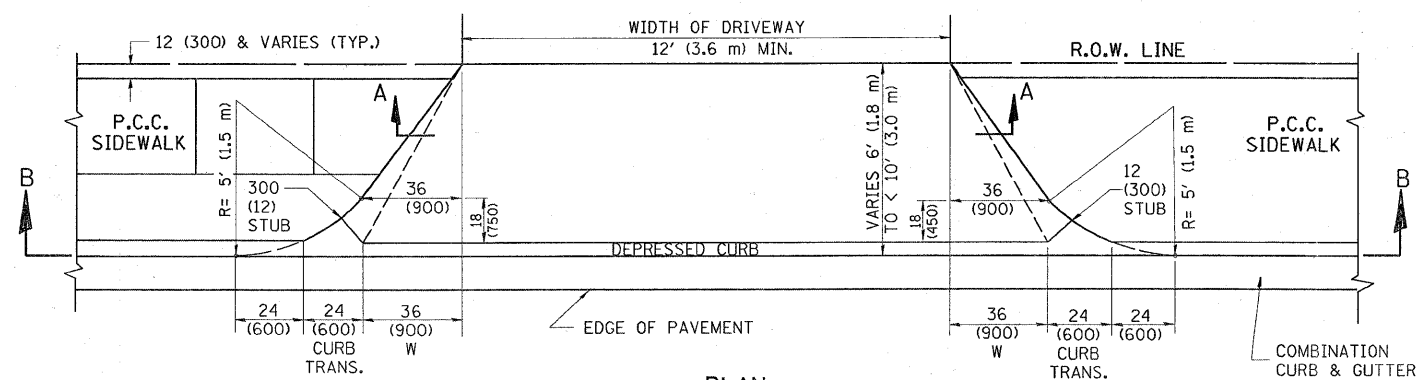 12 (300) & VARIES (TYP.)
WIDTH OF DRIVEWAY
12' (3.6 m) MIN.
R.O.W. LINE
A
A
P.C.C.
SIDEWALK
P.C.C.
SIDEWALK
B
B
R= 5' (1.5 m)
300
(12)
STUB
36
(900)
18
(750)
VARIES 6' (1.8 m)
TO < 10' (3.0 m)
36
(900)
18
(450)
12
(300)
STUB
R= 5' (1.5 m)
DEPRESSED CURB
24
(600)
24
(600)
CURB
TRANS.
36
(900)
W
EDGE OF PAVEMENT
36
(900)
W
24
(600)
CURB
TRANS.
24
(600)
COMBINATION
CURB & GUTTER
PLAN